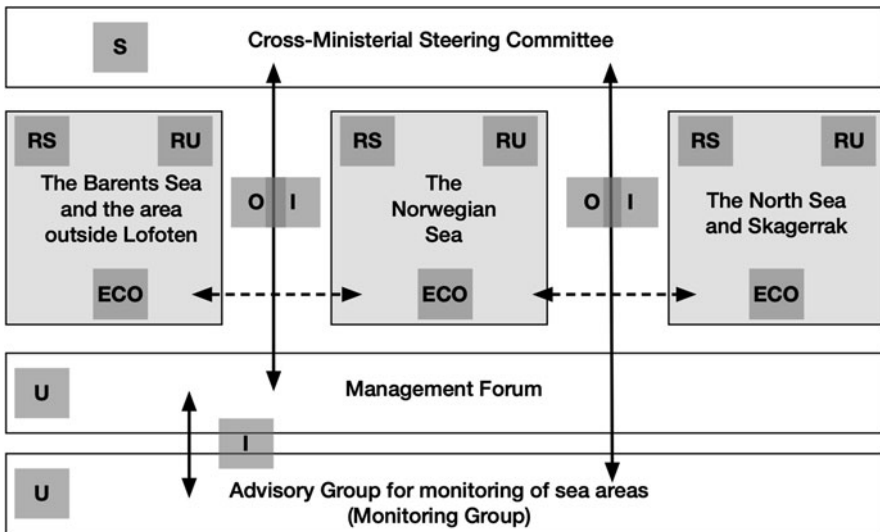 S
Cross-Ministerial Steering Committee
RS
RU
The Barents Sea
and the area
outside Lofoten
ECO
O
I
RS
RU
The
Norwegian
Sea
ECO
O
I
RS
RU
The North Sea
and Skagerrak
ECO
U
Management Forum
I
U
Advisory Group for monitoring of sea areas
(Monitoring Group)